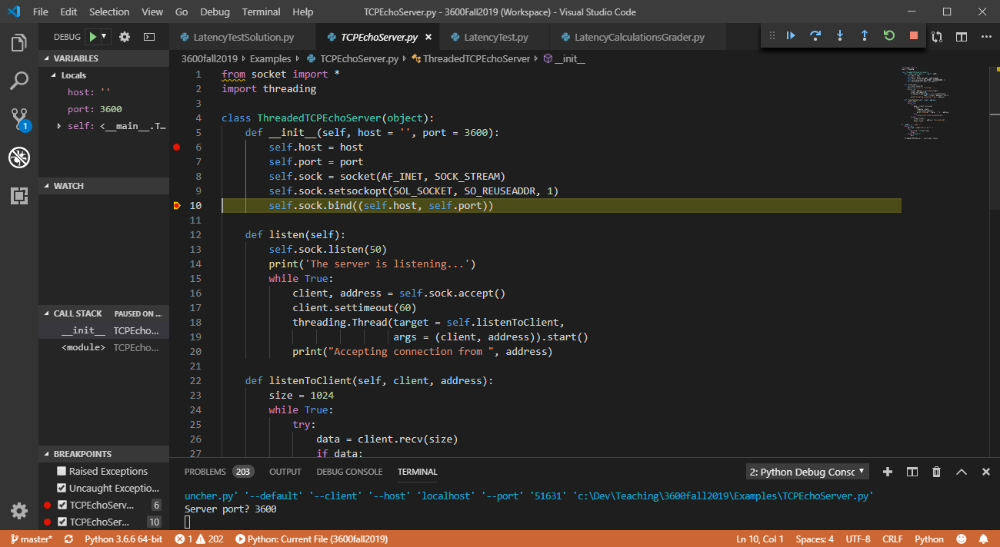 File Edit Selection View Go Debug Terminal Help TCPEchoServer.py - 3600Fall2019 (Workspace) - Visual Studio Code
DEBUG
LatencyTestSolution.py TCPEchoServer.py LatencyTest.py LatencyCalculationsGrader.py
3600fall2019 Examples TCPEchoServer.py ThreadedTCPEchoServer __init__
VARIABLES
Locals
host: ''
port: 3600
self: <__main__.T...
1
WATCH
CALL STACK PAUSED ON ...
__init__ TCPEcho...
<module> TCPEcho...
BREAKPOINTS
Raised Exceptions
Uncaught Exceptio...
TCPEchoServ... 6
TCPEchoSer... 10
1 from socket import *
2 import threading
3
4 class ThreadedTCPEchoServer(object):
5 def __init__(self, host = '', port = 3600):
6 self.host = host
7 self.port = port
8 self.sock = socket(AF_INET, SOCK_STREAM)
9 self.sock.setsockopt(SOL_SOCKET, SO_REUSEADDR, 1)
10 self.sock.bind((self.host, self.port))
11
12 def listen(self):
13 self.sock.listen(50)
14 print('The server is listening...')
15 while True:
16 client, address = self.sock.accept()
17 client.settimeout(60)
18 threading.Thread(target = self.listenToClient,
19 args = (client, address)).start()
20 print("Accepting connection from ", address)
21
22 def listenToClient(self, client, address):
23 size = 1024
24 while True:
25 try:
26 data = client.recv(size)
27 if data:
PROBLEMS 203 OUTPUT DEBUG CONSOLE TERMINAL 2: Python Debug Consc
uncher.py' '--default' '--client' '--host' 'localhost' '--port' '51631' 'c:\Dev\Teaching\3600fall2019\Examples\TCPEchoServer.py'
Server port? 3600
master* Python 3.6.6 64-bit 1 202 Python: Current File (3600fall2019) Ln 10, Col 1 Spaces: 4 UTF-8 CRLF Python